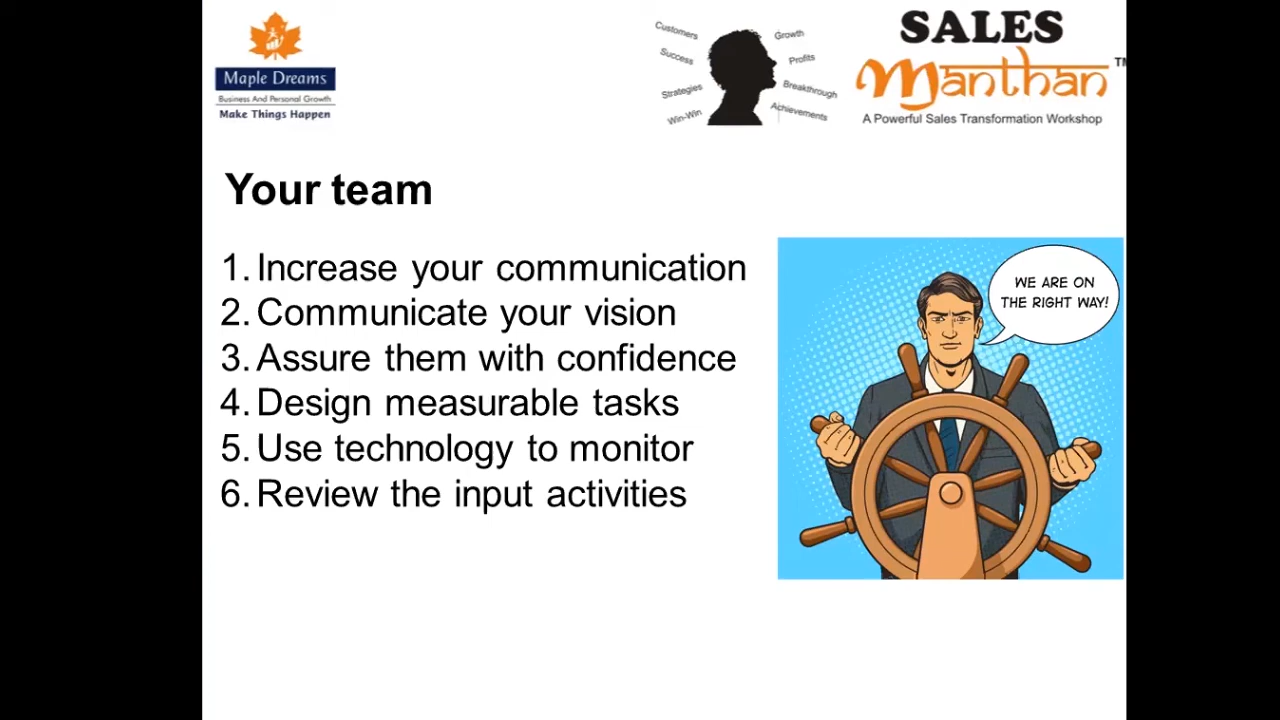 Maple Dreams
Business And Personal Growth
Make Things Happen
Customers
Success
Strategies
Win-Win
Growth
Profits
Breakthrough
Achievements
SALES
Manthan
TM
A Powerful Sales Transformation Workshop
Your team
1. Increase your communication
2. Communicate your vision
3. Assure them with confidence
4. Design measurable tasks
5. Use technology to monitor
6. Review the input activities
WE ARE ON
THE RIGHT WAY!